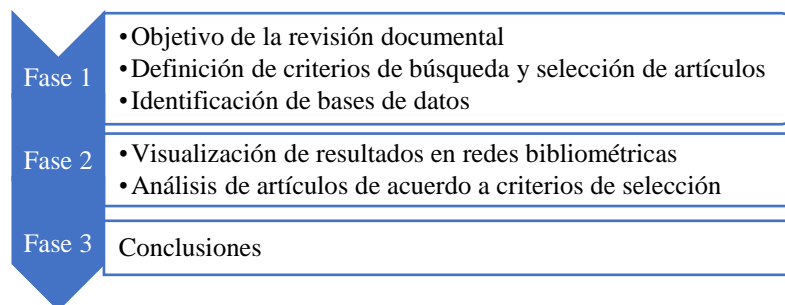 Fase 1
•Objetivo de la revisión documental
•Definición de criterios de búsqueda y selección de artículos
•Identificación de bases de datos
Fase 2
•Visualización de resultados en redes bibliométricas
•Análisis de artículos de acuerdo a criterios de selección
Fase 3
Conclusiones